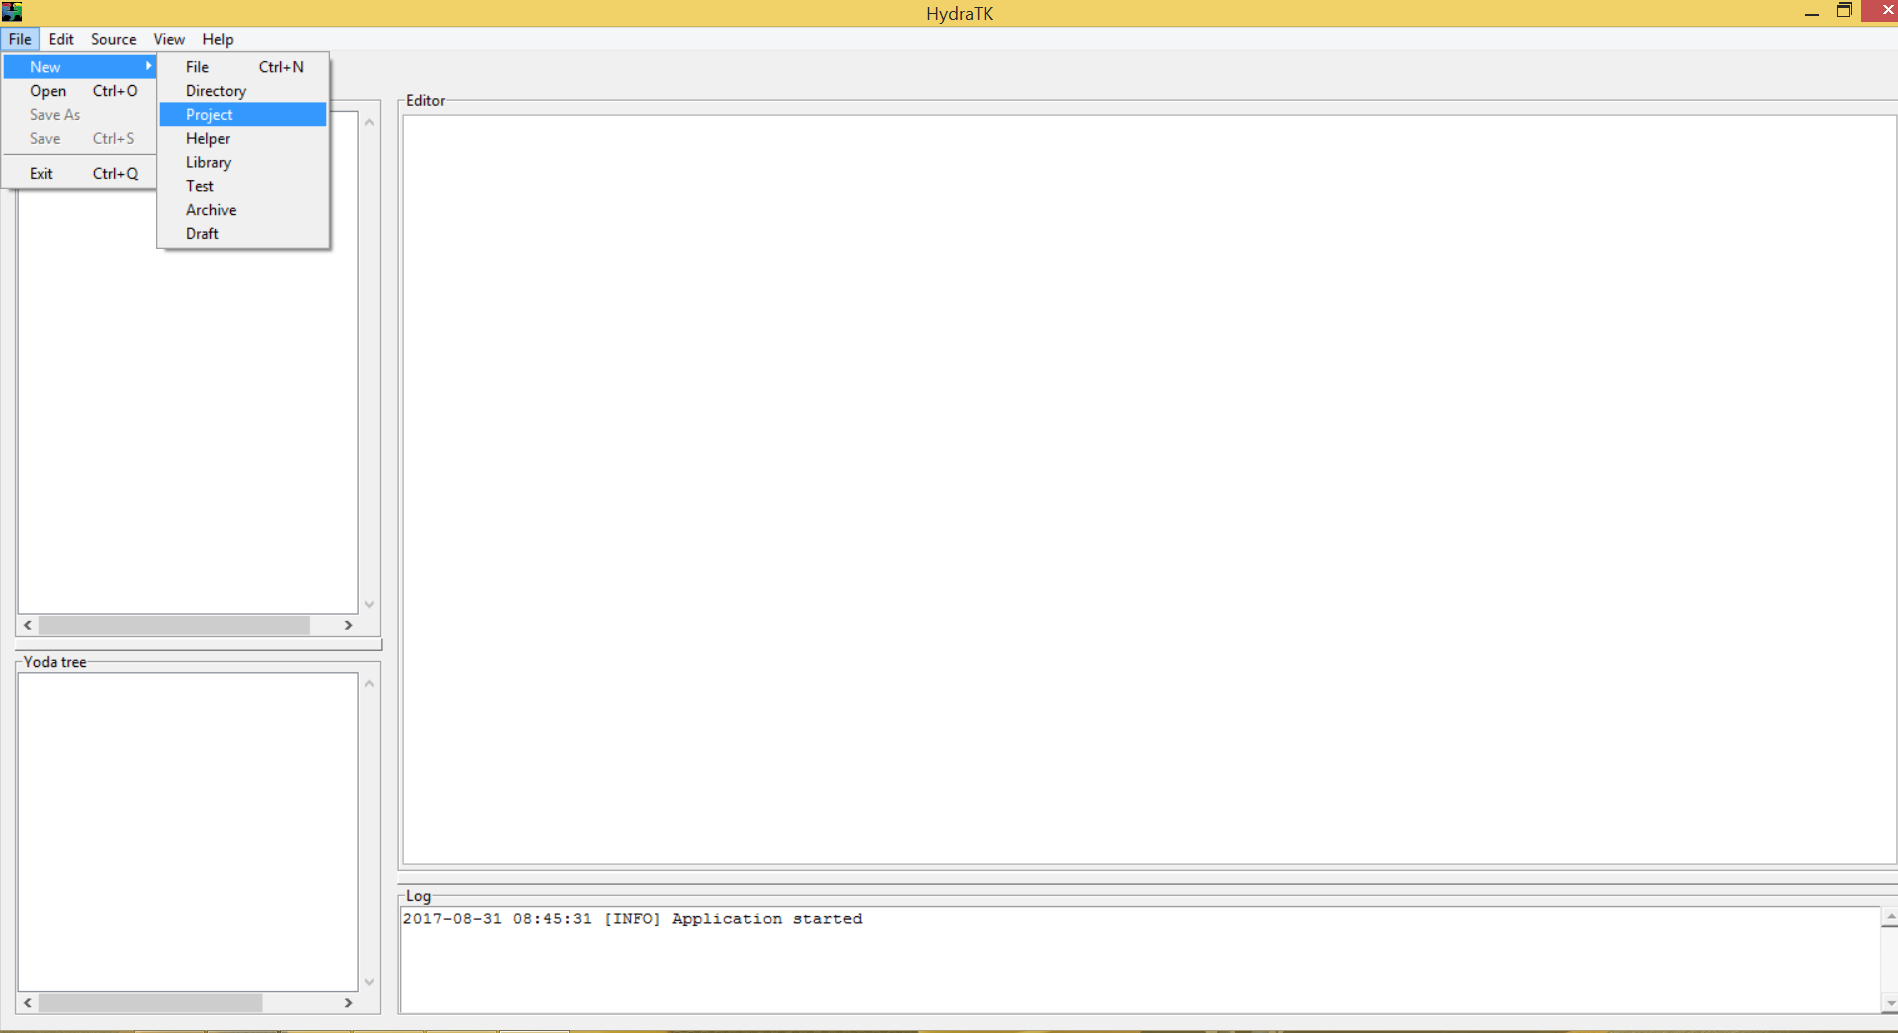 HydraTK
File Edit Source View Help
New
Open Ctrl+O
Save As
Save Ctrl+S
Exit Ctrl+Q
File Ctrl+N
Directory
Project
Helper
Library
Test
Archive
Draft
Editor
Yoda tree
Log
2017-08-31 08:45:31 [INFO] Application started